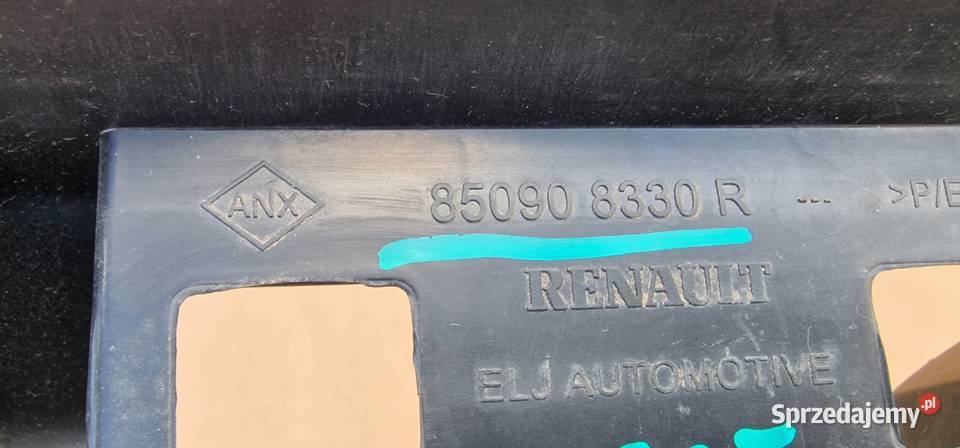 ANX 85090 8330 R --- >P/E
RENAULT
ELJ AUTOMOTIVE
Sprzedajemy.pl